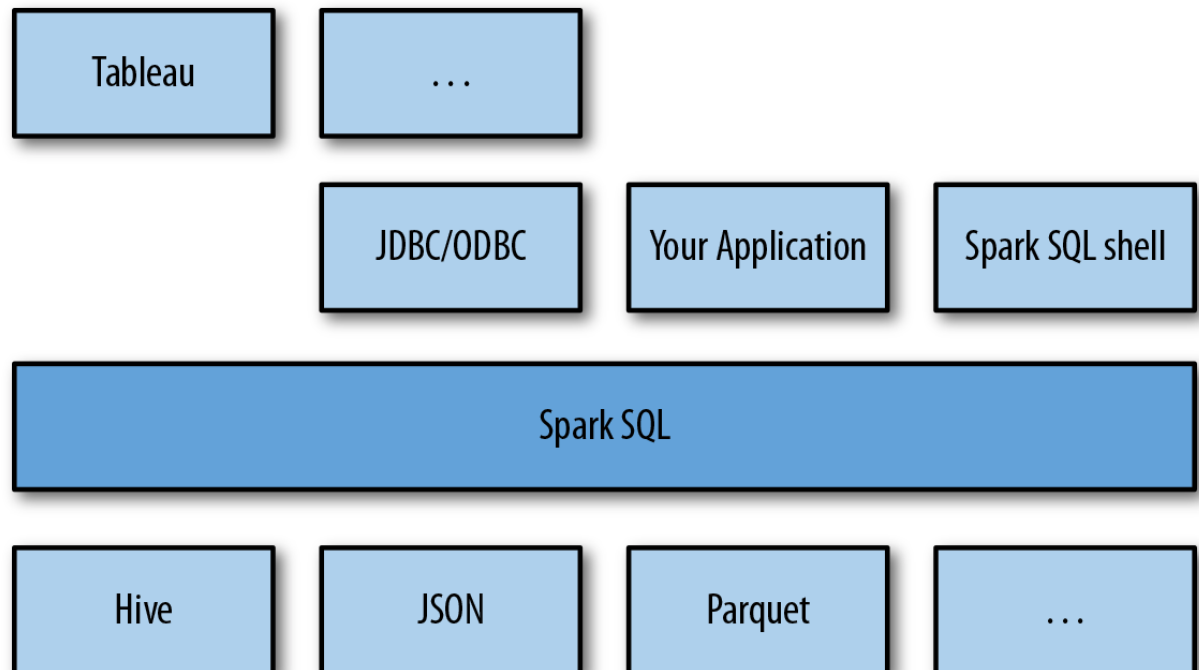 Tableau
. . .
JDBC/ODBC
Your Application
Spark SQL shell
Spark SQL
Hive
JSON
Parquet
. . .